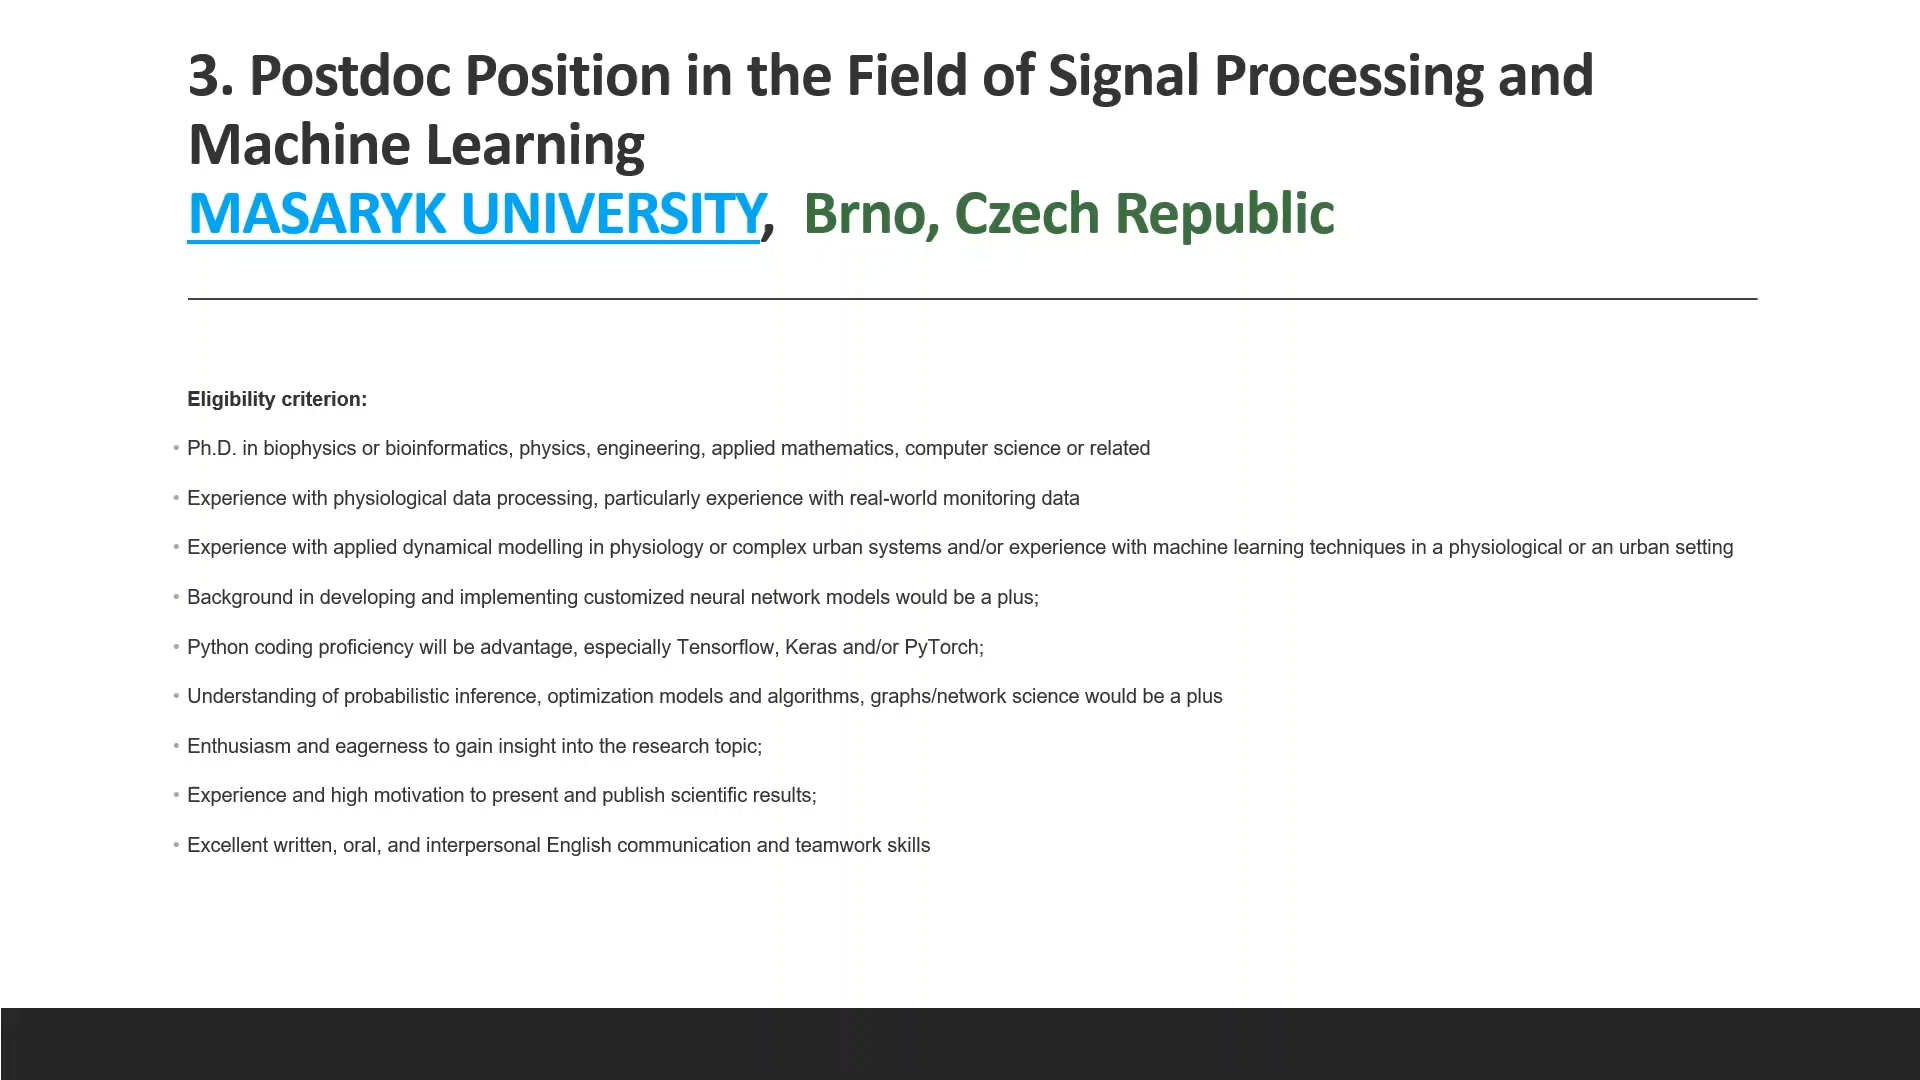 3. Postdoc Position in the Field of Signal Processing and
Machine Learning
MASARYK UNIVERSITY, Brno, Czech Republic
Eligibility criterion:
• Ph.D. in biophysics or bioinformatics, physics, engineering, applied mathematics, computer science or related
• Experience with physiological data processing, particularly experience with real-world monitoring data
• Experience with applied dynamical modelling in physiology or complex urban systems and/or experience with machine learning techniques in a physiological or an urban setting
• Background in developing and implementing customized neural network models would be a plus;
• Python coding proficiency will be advantage, especially Tensorflow, Keras and/or PyTorch;
• Understanding of probabilistic inference, optimization models and algorithms, graphs/network science would be a plus
• Enthusiasm and eagerness to gain insight into the research topic;
• Experience and high motivation to present and publish scientific results;
• Excellent written, oral, and interpersonal English communication and teamwork skills